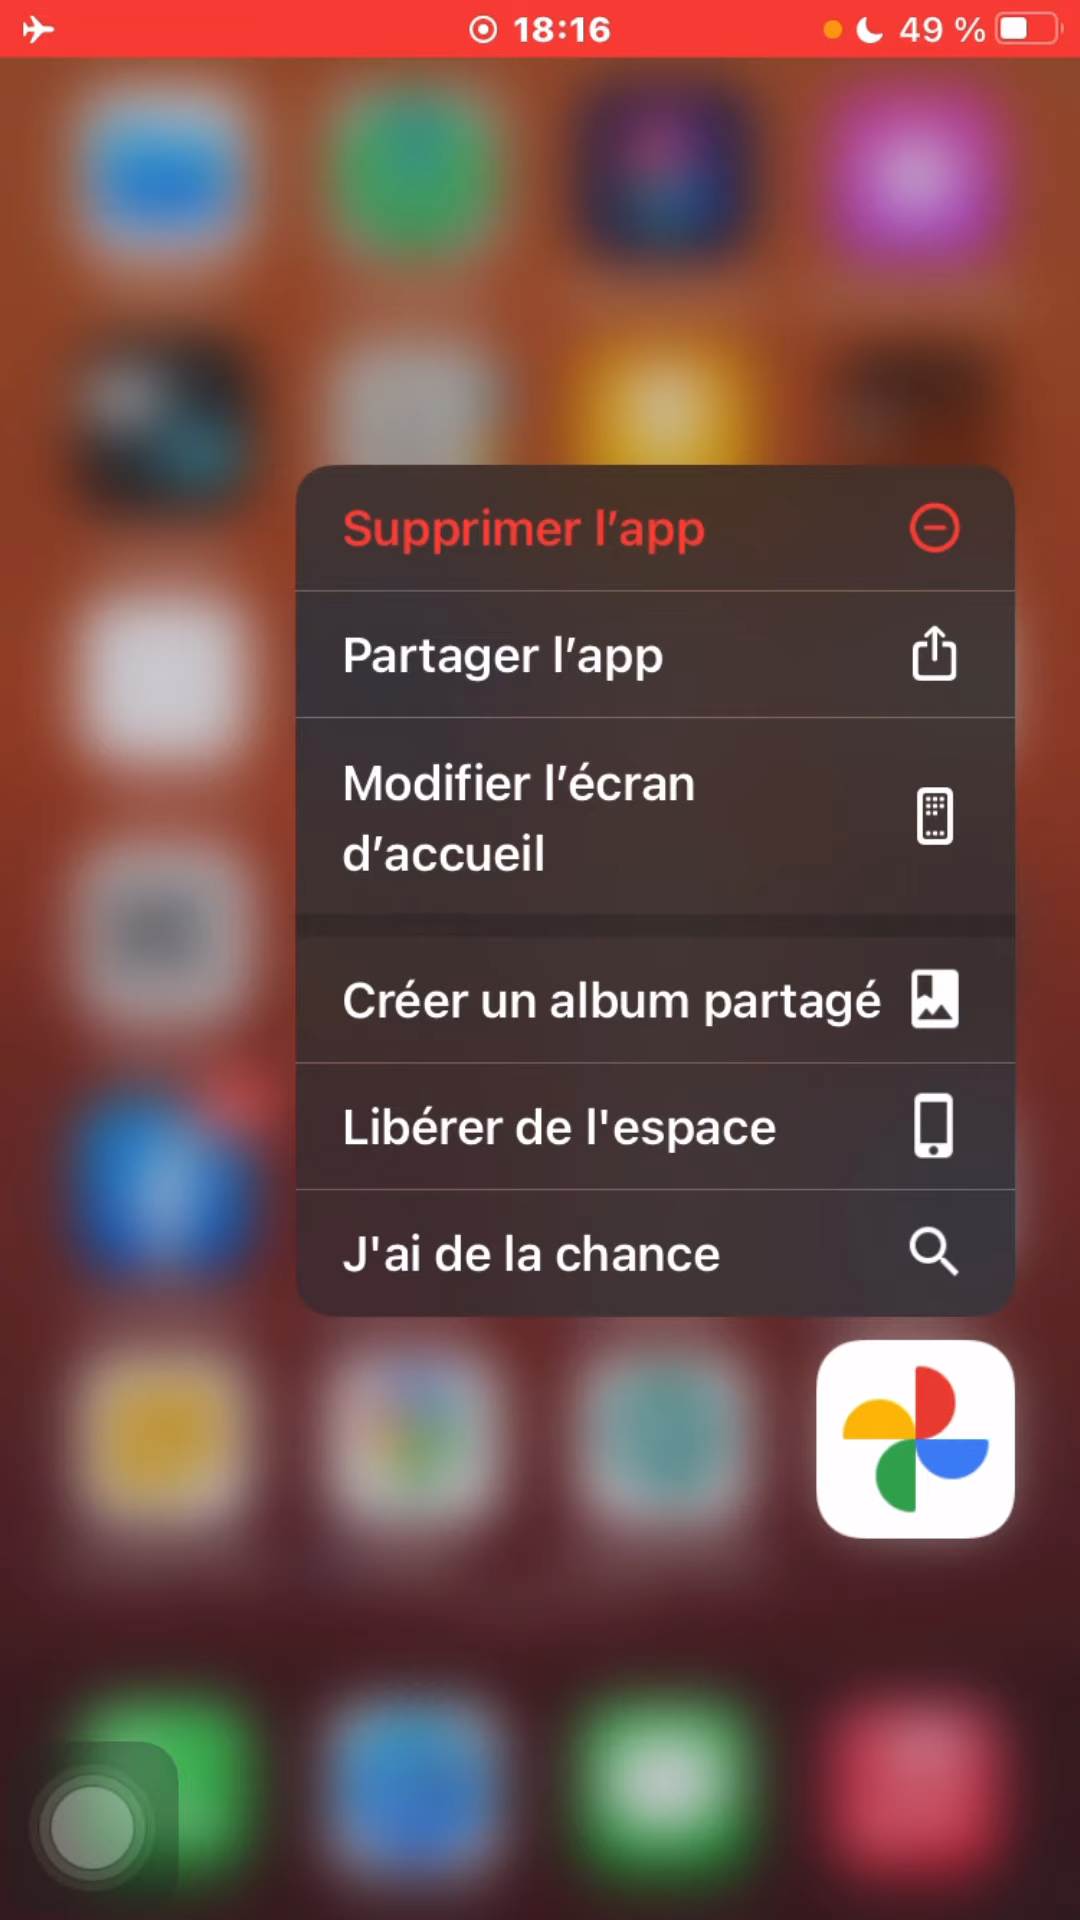 18:16
49 %
Supprimer l’app
Partager l’app
Modifier l’écran
d’accueil
Créer un album partagé
Libérer de l'espace
J'ai de la chance